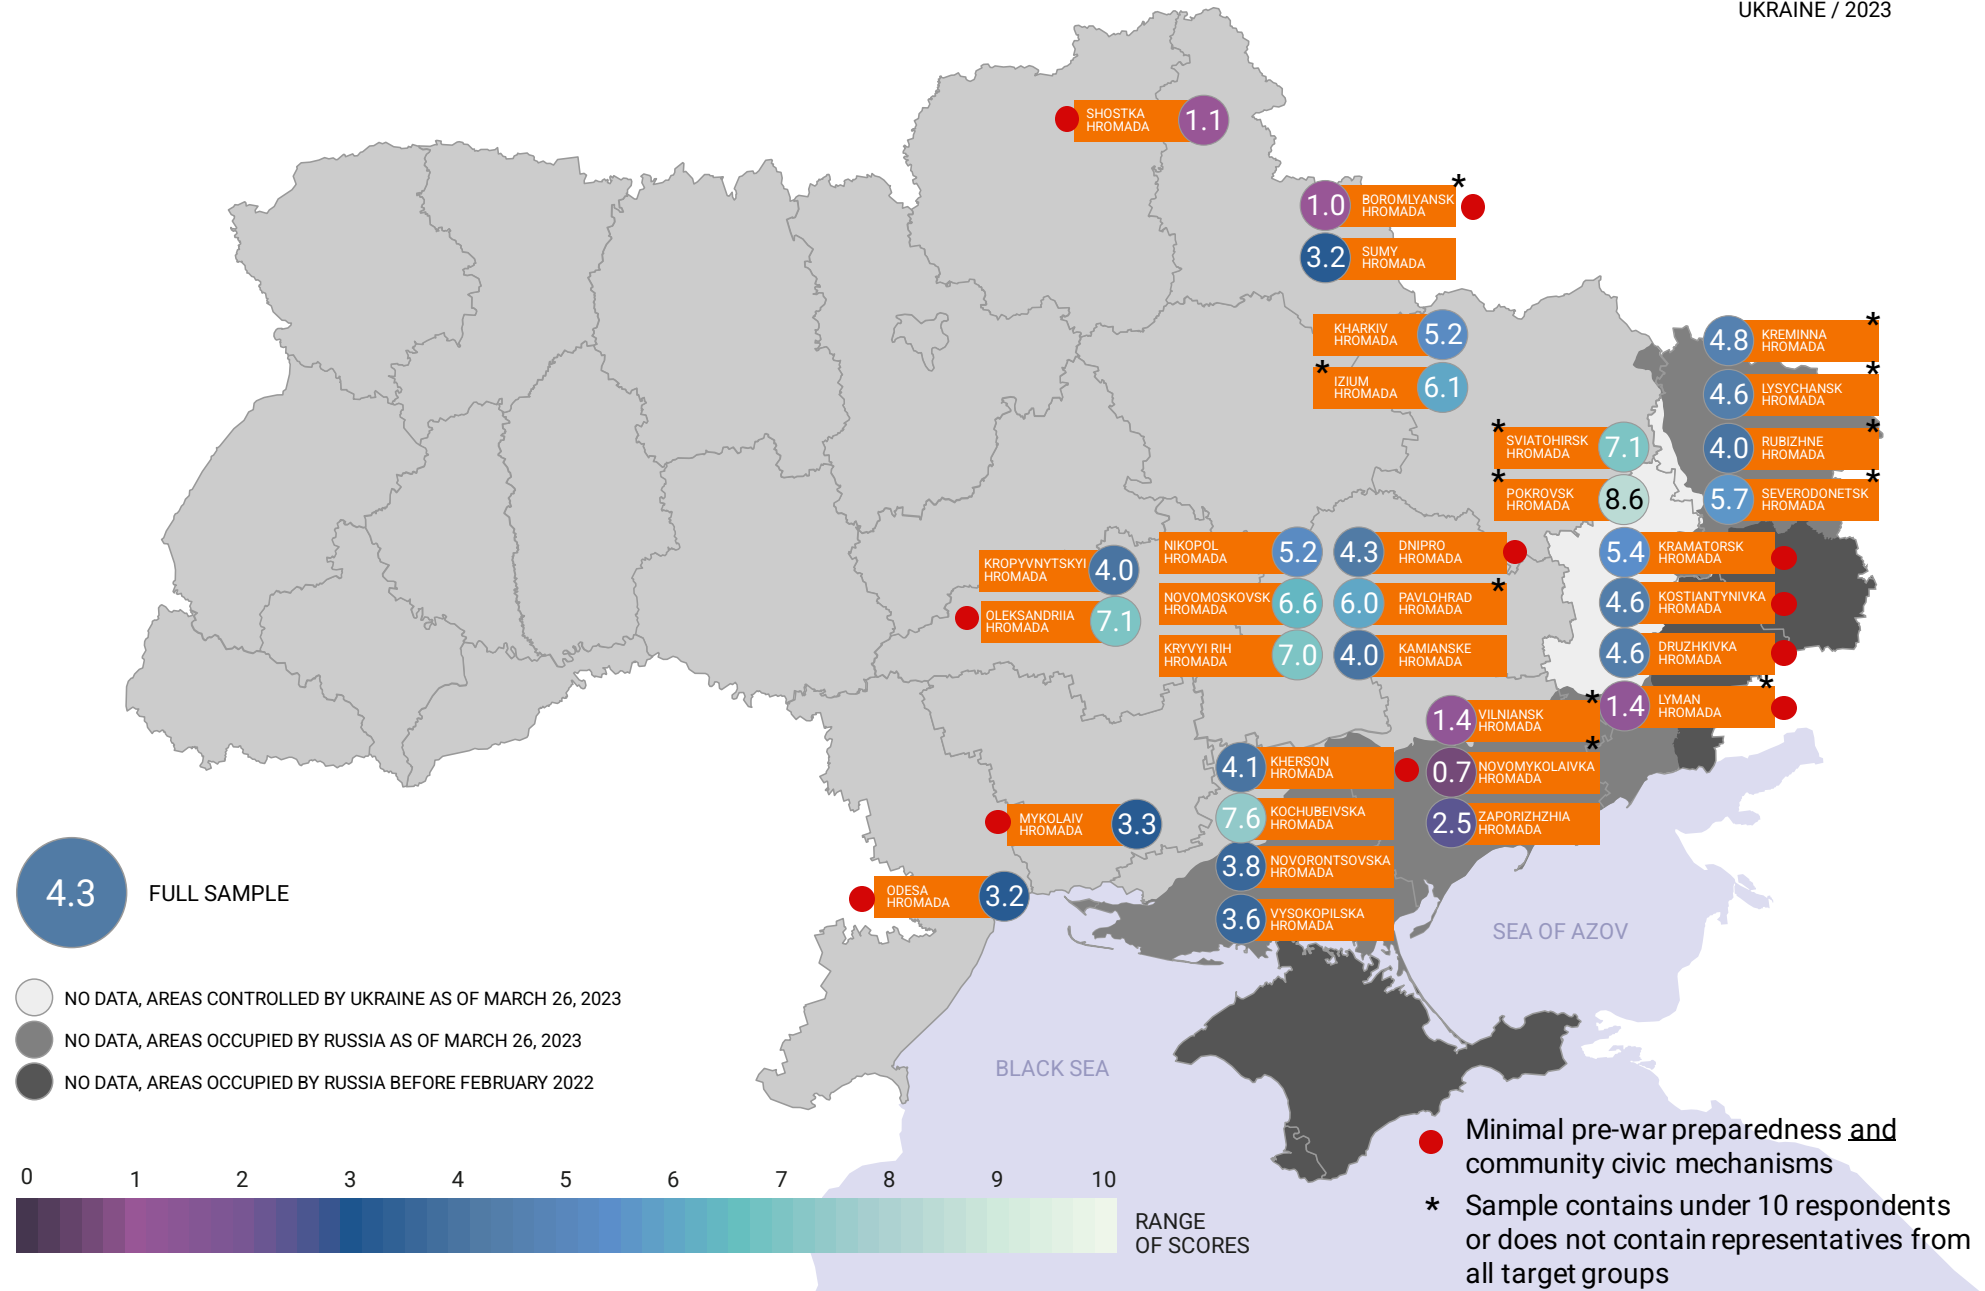 UKRAINE / 2023
SHOSTKA
HROMADA
1.1
1.0
BOROMLYANSK
HROMADA
*
3.2
SUMY
HROMADA
KHARKIV
HROMADA
5.2
*
IZIUM
HROMADA
6.1
4.8
KREMINNA
HROMADA
*
4.6
LYSYCHANSK
HROMADA
*
4.0
RUBIZHNE
HROMADA
*
5.7
SEVERODONETSK
HROMADA
*
*
SVIATOHIRSK
HROMADA
7.1
*
POKROVSK
HROMADA
8.6
KROPYVNYTSKYI
HROMADA
4.0
OLEKSANDRIIA
HROMADA
7.1
NIKOPOL
HROMADA
5.2
NOVOMOSKOVSK
HROMADA
6.6
KRYVYI RIH
HROMADA
7.0
4.3
DNIPRO
HROMADA
6.0
PAVLOHRAD
HROMADA
*
4.0
KAMIANSKE
HROMADA
5.4
KRAMATORSK
HROMADA
4.6
KOSTIANTYNIVKA
HROMADA
4.6
DRUZHKIVKA
HROMADA
1.4
LYMAN
HROMADA
*
1.4
VILNIANSK
HROMADA
*
0.7
NOVOMYKOLAIVKA
HROMADA
*
2.5
ZAPORIZHZHIA
HROMADA
4.1
KHERSON
HROMADA
7.6
KOCHUBEIVSKA
HROMADA
3.8
NOVORONTSOVSKA
HROMADA
3.6
VYSOKOPILSKA
HROMADA
MYKOLAIV
HROMADA
3.3
ODESA
HROMADA
3.2
SEA OF AZOV
BLACK SEA
4.3
FULL SAMPLE
NO DATA, AREAS CONTROLLED BY UKRAINE AS OF MARCH 26, 2023
NO DATA, AREAS OCCUPIED BY RUSSIA AS OF MARCH 26, 2023
NO DATA, AREAS OCCUPIED BY RUSSIA BEFORE FEBRUARY 2022
0 1 2 3 4 5 6 7 8 9 10
RANGE
OF SCORES
Minimal pre-war preparedness and
community civic mechanisms
* Sample contains under 10 respondents
or does not contain representatives from
all target groups